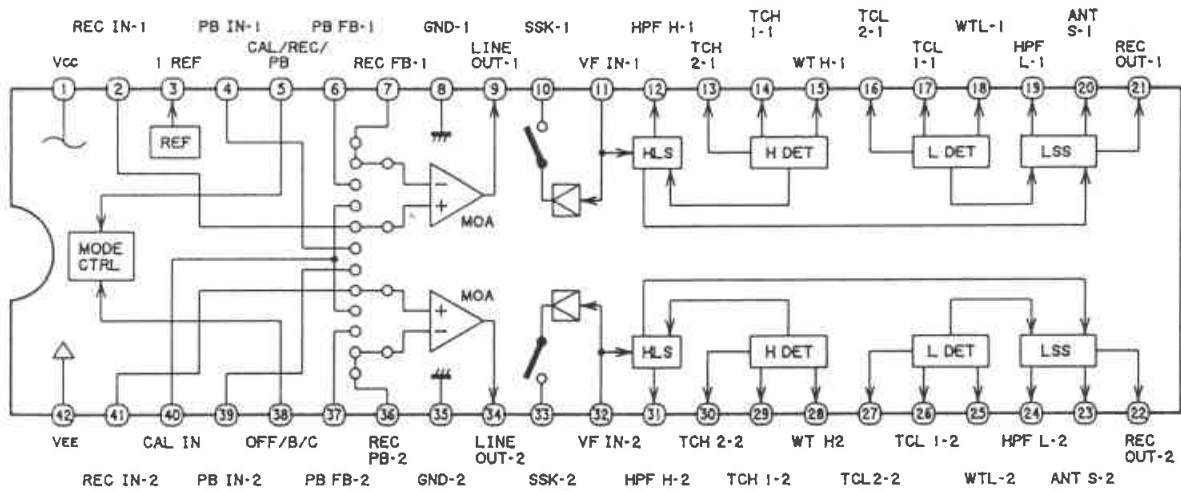 REC IN-1 PB IN-1 PB FB-1 GND-1 SSK-1 HPF H-1 TCH 1-1 TCL 2-1 WTL-1 ANT S-1
VCC 1 REF CAL/REC/PB REC FB-1 LINE OUT-1 VF IN-1 TCH 2-1 WT H-1 TCL 1-1 HPF L-1 REC OUT-1
1 2 3 4 5 6 7 8 9 10 11 12 13 14 15 16 17 18 19 20 21
REF
HLS H DET L DET LSS
−
+
MOA
MODE CTRL
MOA
+
−
HLS H DET L DET LSS
42 41 40 39 38 37 36 35 34 33 32 31 30 29 28 27 26 25 24 23 22
VEE CAL IN OFF/B/C REC PB-2 LINE OUT-2 VF IN-2 TCH 2-2 WT H2 TCL 1-2 HPF L-2 REC OUT-2
REC IN-2 PB IN-2 PB FB-2 GND-2 SSK-2 HPF H-2 TCH 1-2 TCL2-2 WTL-2 ANT S-2